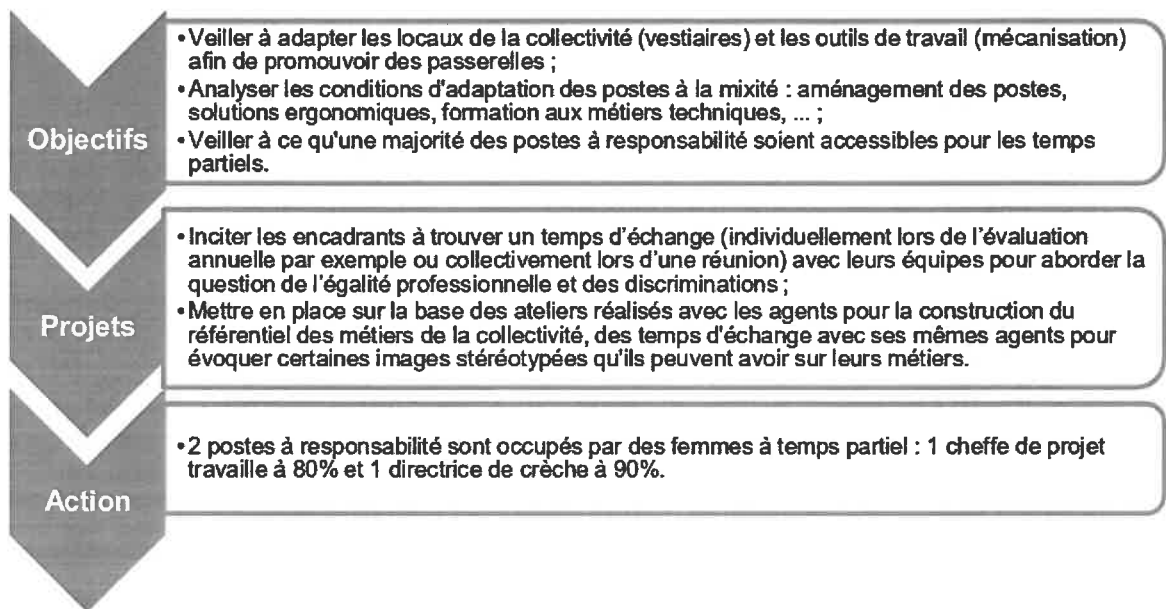 Objectifs
•Veiller à adapter les locaux de la collectivité (vestiaires) et les outils de travail (mécanisation)
afin de promouvoir des passerelles ;
•Analyser les conditions d'adaptation des postes à la mixité : aménagement des postes,
solutions ergonomiques, formation aux métiers techniques, ... ;
•Veiller à ce qu'une majorité des postes à responsabilité soient accessibles pour les temps
partiels.
Projets
•Inciter les encadrants à trouver un temps d'échange (individuellement lors de l'évaluation
annuelle par exemple ou collectivement lors d'une réunion) avec leurs équipes pour aborder la
question de l'égalité professionnelle et des discriminations ;
•Mettre en place sur la base des ateliers réalisés avec les agents pour la construction du
référentiel des métiers de la collectivité, des temps d'échange avec ses mêmes agents pour
évoquer certaines images stéréotypées qu'ils peuvent avoir sur leurs métiers.
Action
•2 postes à responsabilité sont occupés par des femmes à temps partiel : 1 cheffe de projet
travaille à 80% et 1 directrice de crèche à 90%.